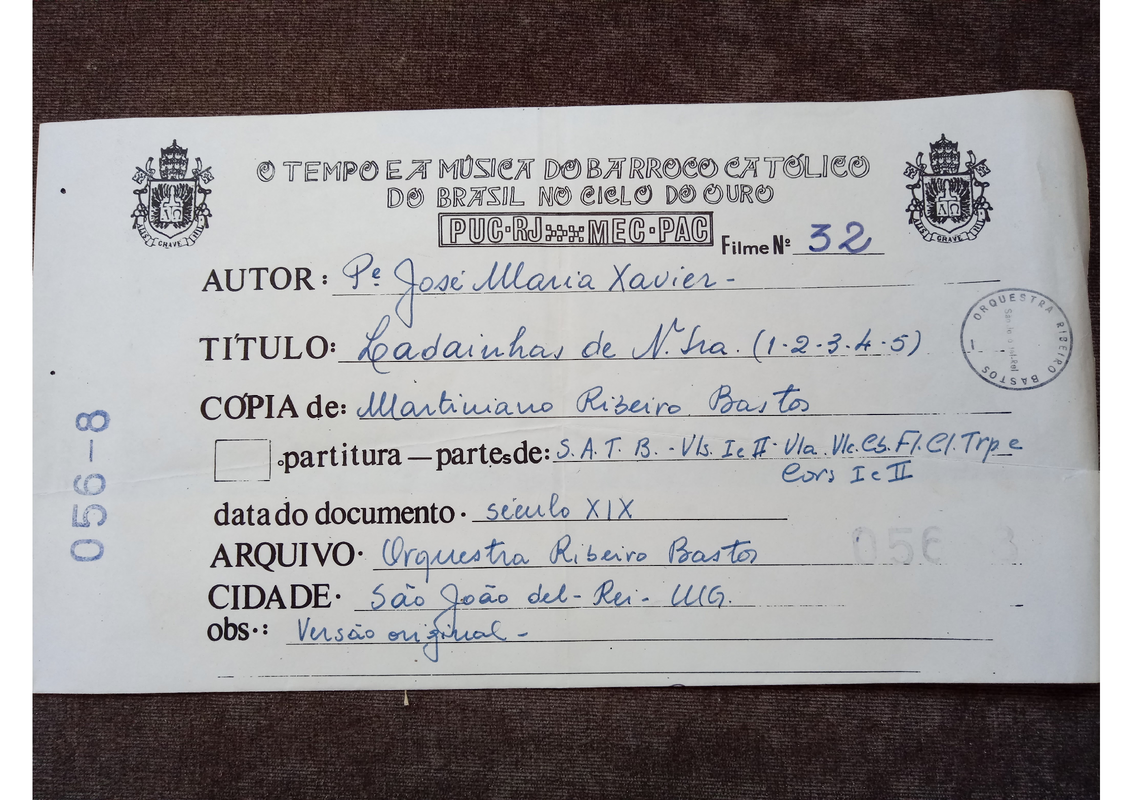 O TEMPO E A MÚSICA DO BARROCO CATÓLICO
DO BRASIL NO CICLO DO OURO
PUC·RJ MEC·PAC
Filme Nº 32
AUTOR: Pe José Maria Xavier -
TÍTULO: Ladainhas de N. Sra. (1-2-3-4-5)
ORQUESTRA RIBEIRO BASTOS
CÓPIA de: Martiniano Ribeiro Bastos
partitura — partes de: S.A.T.B. - Vls. I e II - Vla. Vlc. Cb. Fl. Cl. Trp e
Cors I e II
data do documento · século XIX
ARQUIVO· Orquestra Ribeiro Bastos
CIDADE· São João del-Rei - MG.
obs·: Versão original -
056-8
056 8
GRAVE
GRAVE